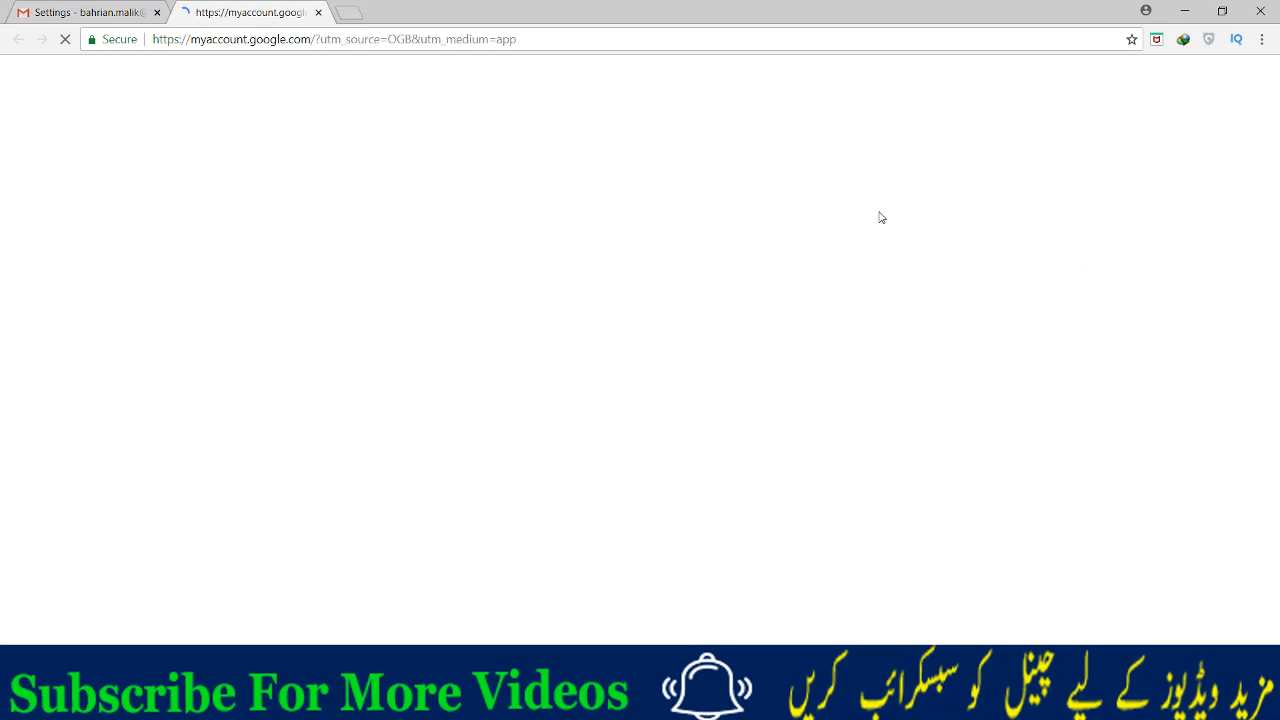 Settings - bahrian.malik@
https://myaccount.googl
Secure
https://myaccount.google.com/?utm_source=OGB&utm_medium=app
IQ
Subscribe For More Videos
مزید ویڈیوز کے لیے چینل کو سبسکرائب کریں